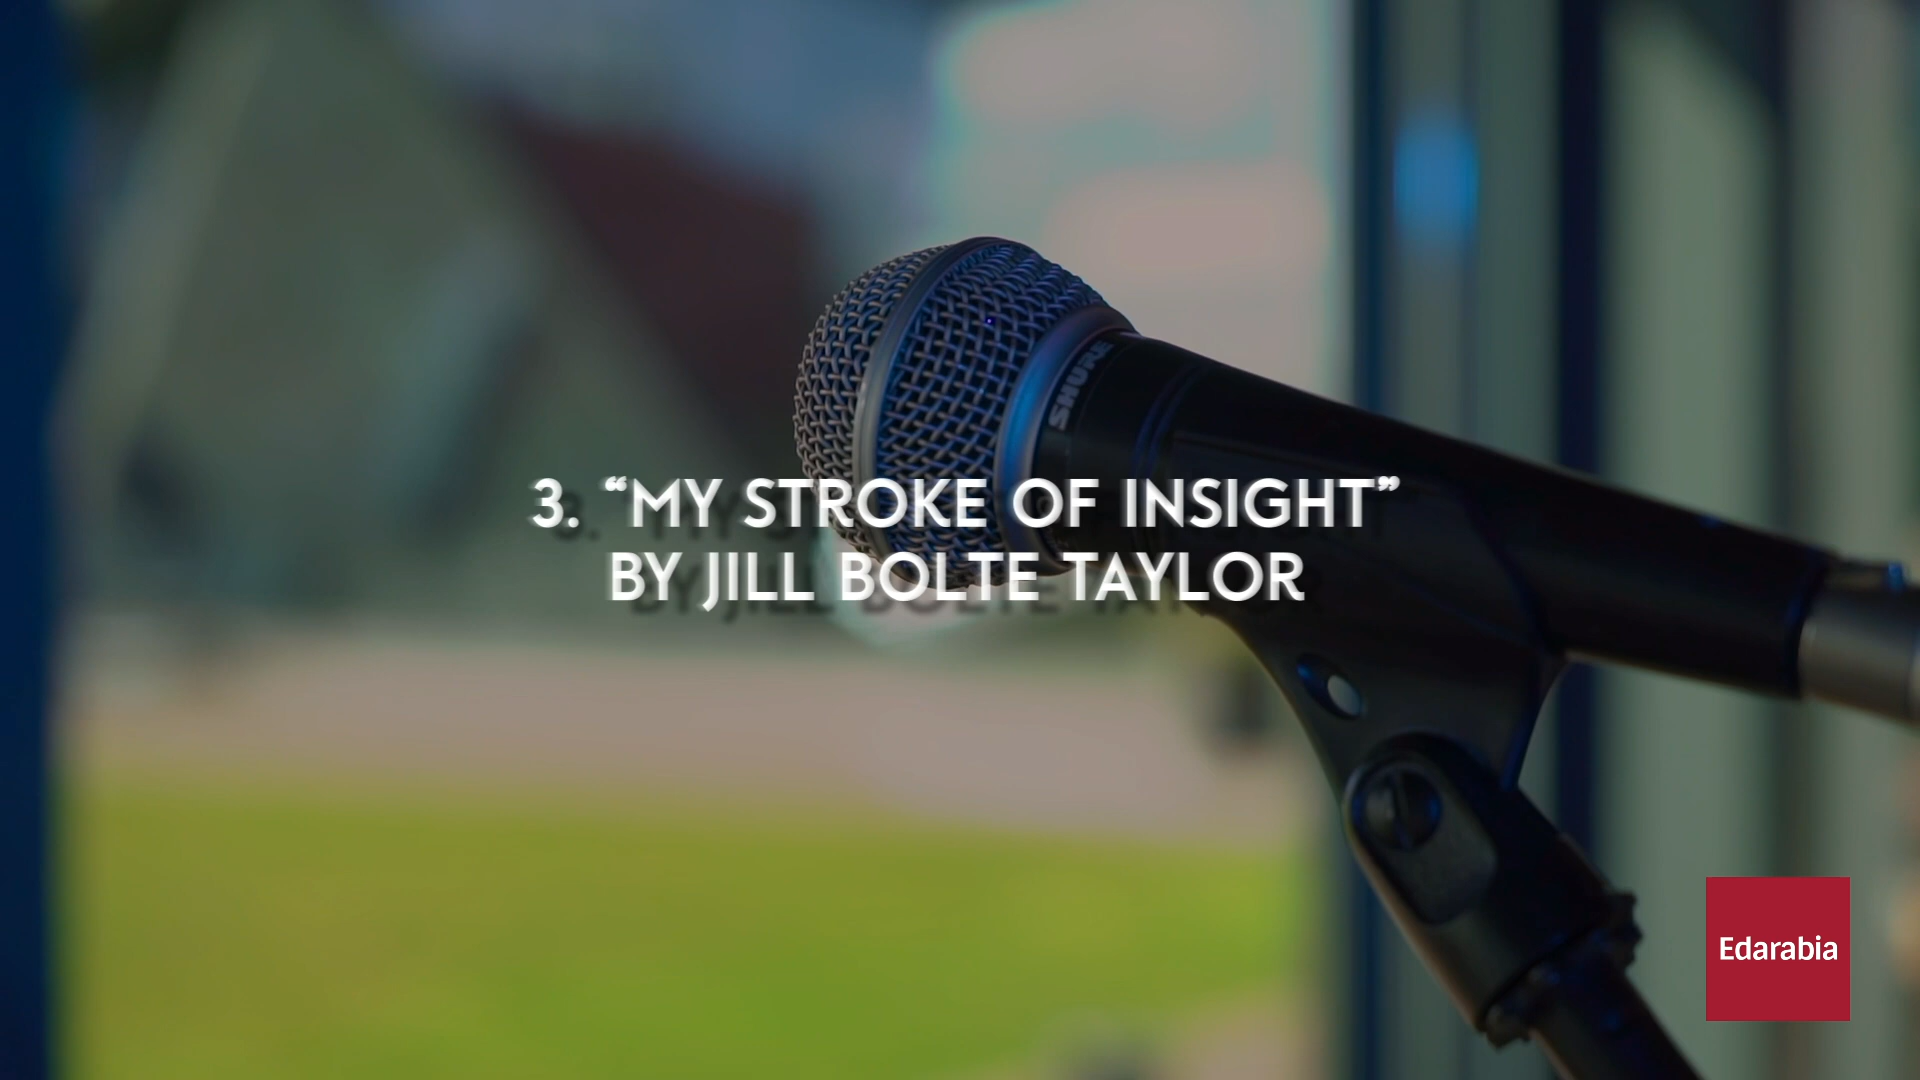 SHURE
3. “MY STROKE OF INSIGHT”
BY JILL BOLTE TAYLOR
Edarabia